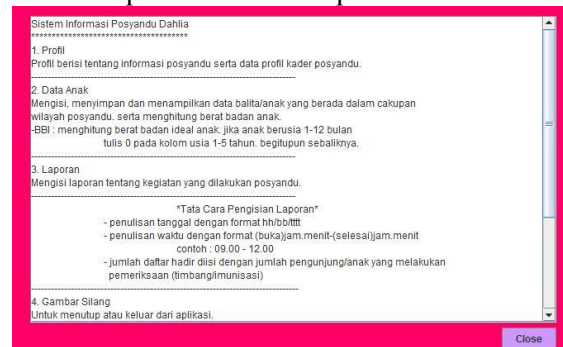 Sistem Informasi Posyandu Dahlia
****************************************
1. Profil
Profil berisi tentang informasi posyandu serta data profil kader posyandu.
--------------------------------------------------------------------------------
2. Data Anak
Mengisi, menyimpan dan menampilkan data balita/anak yang berada dalam cakupan
wilayah posyandu. serta menghitung berat badan anak.
-BBI : menghitung berat badan ideal anak. jika anak berusia 1-12 bulan
tulis 0 pada kolom usia 1-5 tahun. begitupun sebaliknya.
--------------------------------------------------------------------------------
3. Laporan
Mengisi laporan tentang kegiatan yang dilakukan posyandu.
--------------------------------------------------------------------------------
*Tata Cara Pengisian Laporan*
- penulisan tanggal dengan format hh/bb/tttt
- penulisan waktu dengan format (buka)jam.menit-(selesai)jam.menit
contoh : 09.00 - 12.00
- jumlah daftar hadir diisi dengan jumlah pengunjung/anak yang melakukan
pemeriksaan (timbang/imunisasi)
--------------------------------------------------------------------------------
4. Gambar Silang
Untuk menutup atau keluar dari aplikasi.
Close